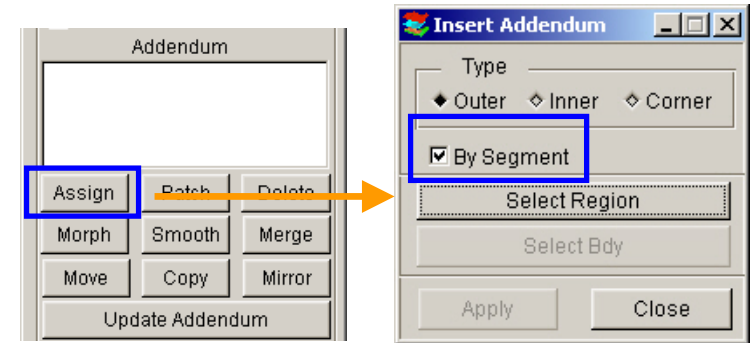 Addendum
Assign Patch Delete
Morph Smooth Merge
Move Copy Mirror
Update Addendum
Insert Addendum
Type
Outer Inner Corner
By Segment
Select Region
Select Bdy
Apply Close